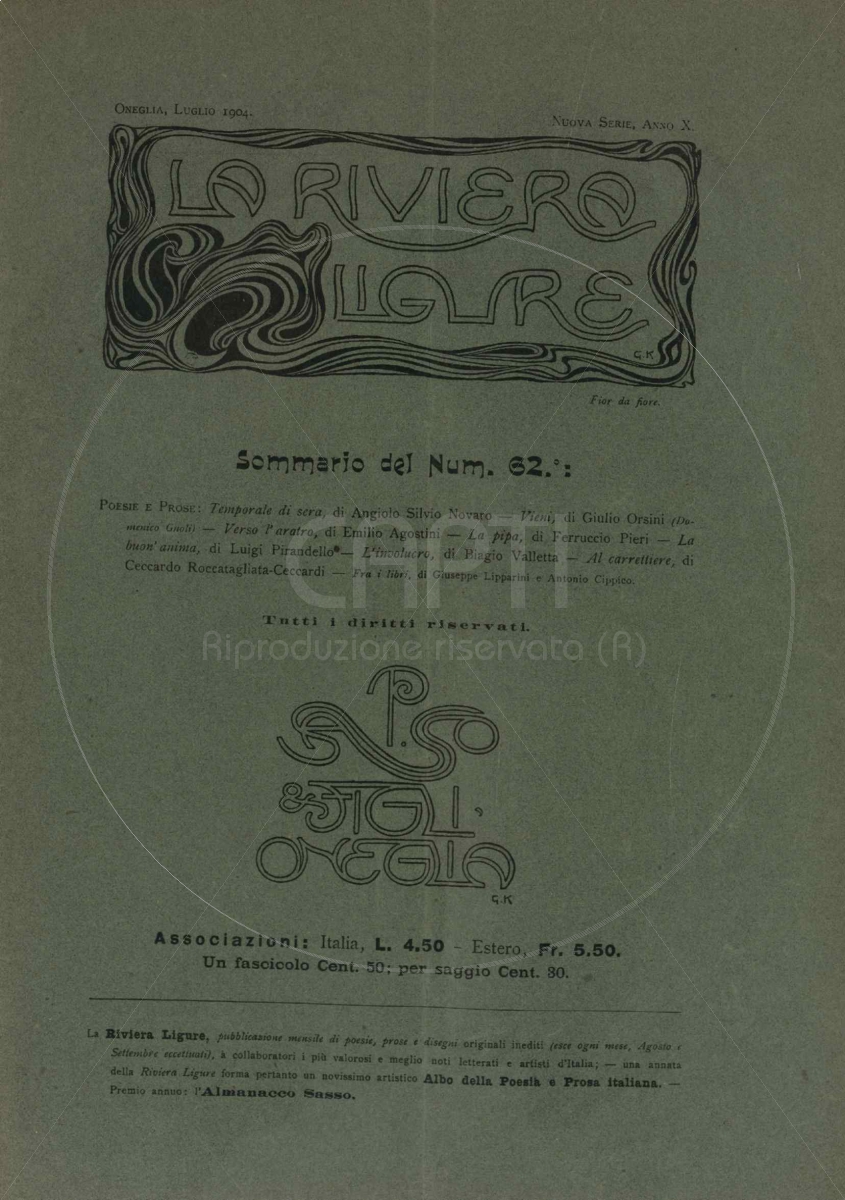 Oneglia, Luglio 1904.
Nuova Serie, Anno X.
LA RIVIERA
LIGURE
G K
Fior da fiore.
Sommario del Num. 62.°:
Poesie e Prose: Temporale di sera, di Angiolo Silvio Novaro — Vieni, di Giulio Orsini (Do-
menico Gnoli) — Verso l'aratro, di Emilio Agostini — La pipa, di Ferruccio Pieri — La
buon'anima, di Luigi Pirandello — L'involucro, di Biagio Valletta — Al carrettiere, di
Ceccardo Roccatagliata-Ceccardi — Fra i libri, di Giuseppe Lipparini e Antonio Cippico.
CAPTI
Tutti i diritti riservati.
Riproduzione riservata (R)
P. SASSO
& FIGLI,
ONEGLIA
G.K
Associazioni: Italia, L. 4.50 - Estero, Fr. 5.50.
Un fascicolo Cent. 50; per saggio Cent. 30.
La Riviera Ligure, pubblicazione mensile di poesie, prose e disegni originali inediti (esce ogni mese, Agosto e
Settembre eccettuati), à collaboratori i più valorosi e meglio noti letterati e artisti d'Italia; — una annata
della Riviera Ligure forma pertanto un novissimo artistico Albo della Poesia e Prosa italiana. —
Premio annuo: l'Almanacco Sasso.